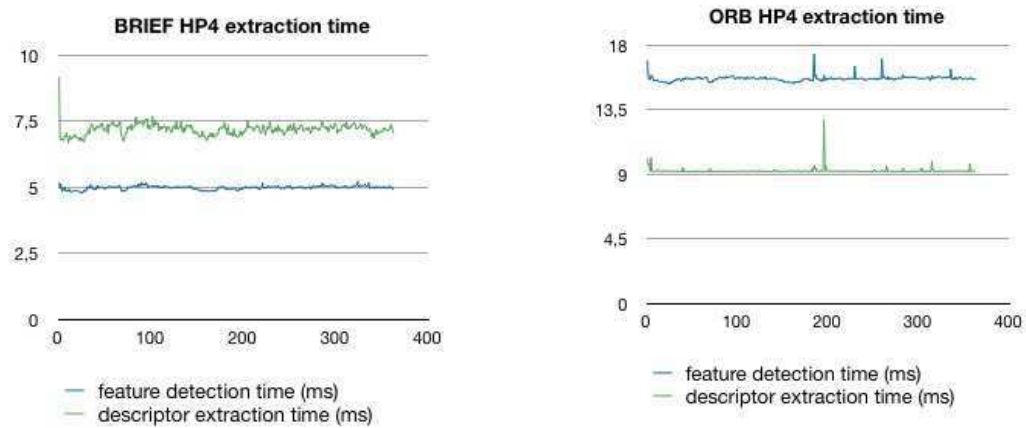 BRIEF HP4 extraction time
10
7,5
5
2,5
0
0 100 200 300 400
feature detection time (ms)
descriptor extraction time (ms)
ORB HP4 extraction time
18
13,5
9
4,5
0
0 100 200 300 400
feature detection time (ms)
descriptor extraction time (ms)